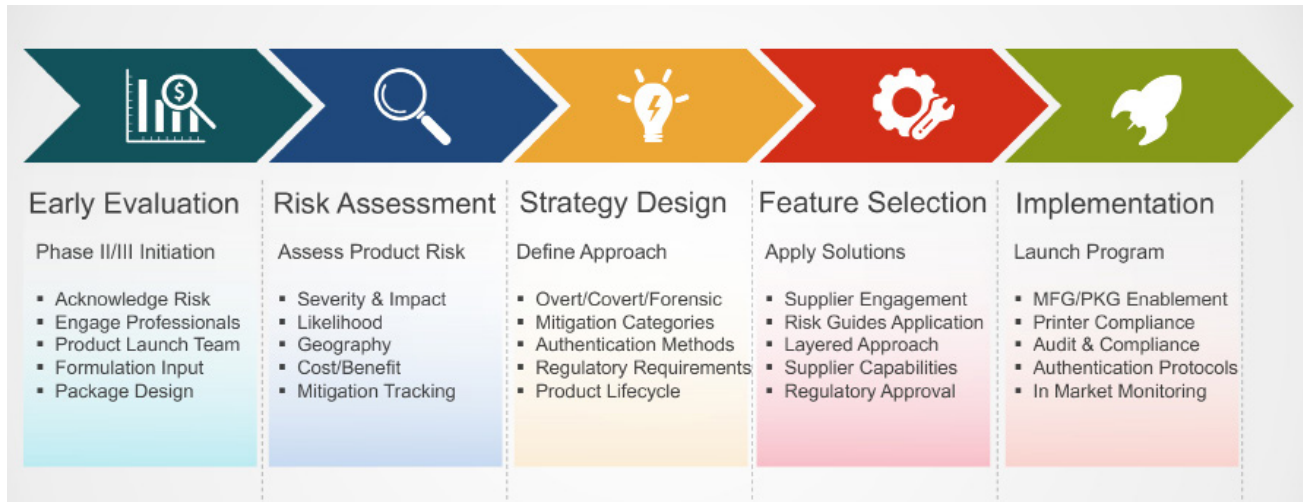 Early Evaluation
Phase II/III Initiation
▪ Acknowledge Risk
▪ Engage Professionals
▪ Product Launch Team
▪ Formulation Input
▪ Package Design
Risk Assessment
Assess Product Risk
▪ Severity & Impact
▪ Likelihood
▪ Geography
▪ Cost/Benefit
▪ Mitigation Tracking
Strategy Design
Define Approach
▪ Overt/Covert/Forensic
▪ Mitigation Categories
▪ Authentication Methods
▪ Regulatory Requirements
▪ Product Lifecycle
Feature Selection
Apply Solutions
▪ Supplier Engagement
▪ Risk Guides Application
▪ Layered Approach
▪ Supplier Capabilities
▪ Regulatory Approval
Implementation
Launch Program
▪ MFG/PKG Enablement
▪ Printer Compliance
▪ Audit & Compliance
▪ Authentication Protocols
▪ In Market Monitoring
$